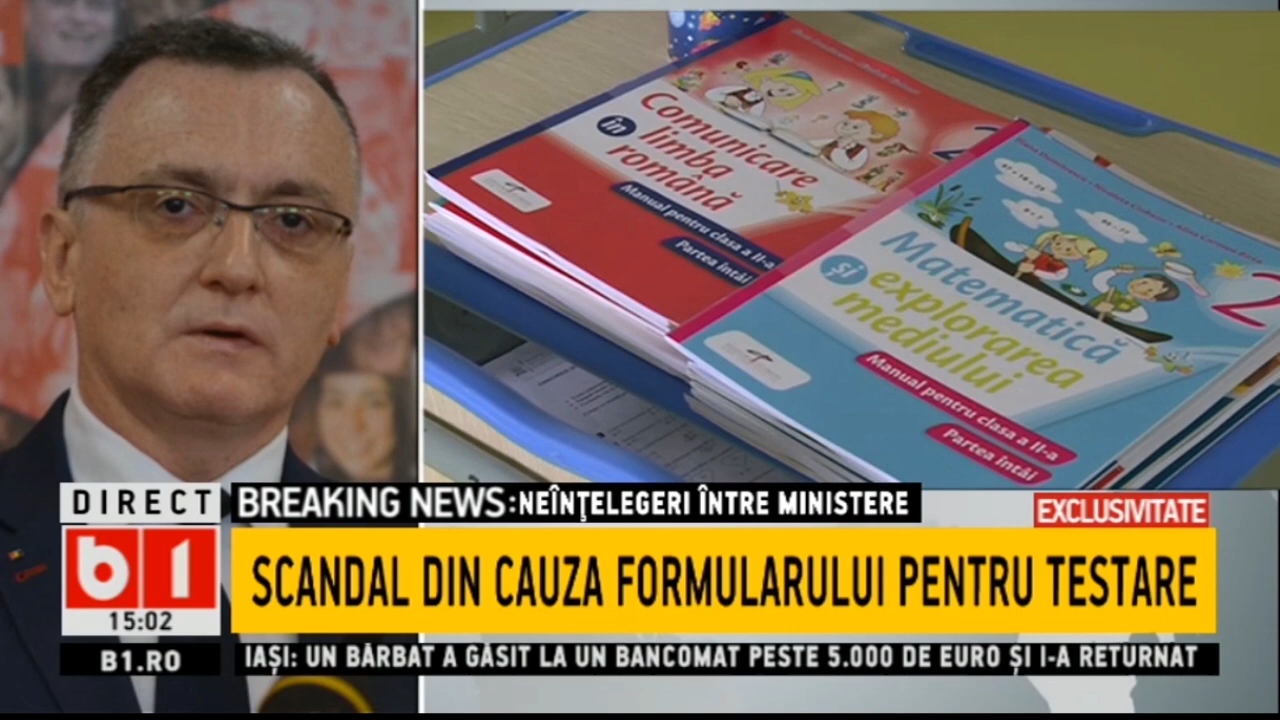 Comunicare
în limba
română
Manual pentru clasa a II-a
Partea întâi
2
Matematică
și explorarea
mediului
Manual pentru clasa a II-a
Partea întâi
2
DIRECT
BREAKING NEWS: NEÎNȚELEGERI ÎNTRE MINISTERE
EXCLUSIVITATE
b1
SCANDAL DIN CAUZA FORMULARULUI PENTRU TESTARE
15:02
B1.RO
IAȘI: UN BĂRBAT A GĂSIT LA UN BANCOMAT PESTE 5.000 DE EURO ȘI I-A RETURNAT